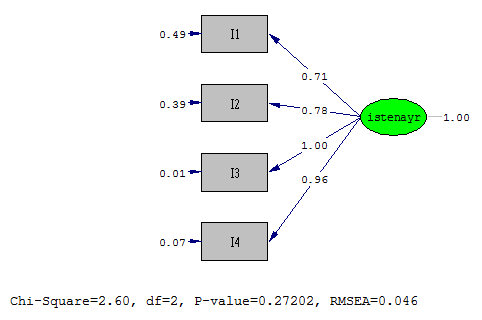 0.49 I1
0.71
0.39 I2
0.78
istenayr 1.00
1.00
0.01 I3
0.96
0.07 I4
Chi-Square=2.60, df=2, P-value=0.27202, RMSEA=0.046